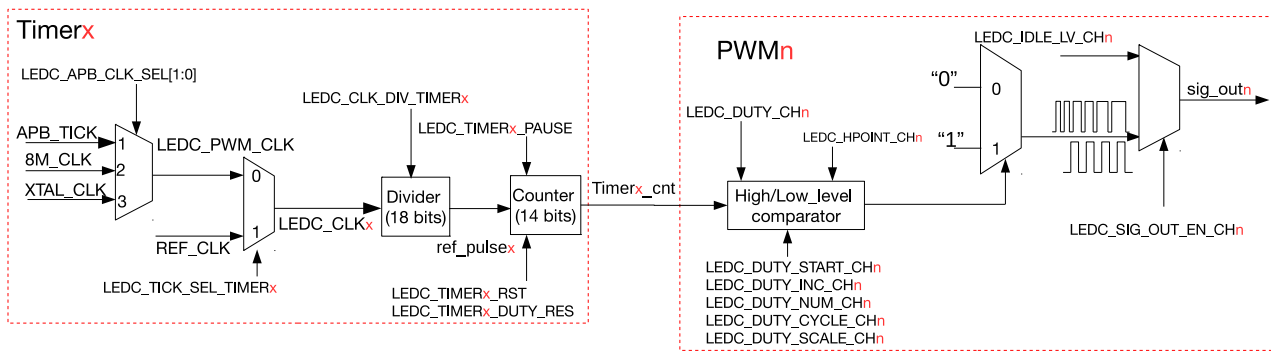 Timerx
LEDC_APB_CLK_SEL[1:0]
APB_TICK
8M_CLK
XTAL_CLK
1
2
3
LEDC_PWM_CLK
REF_CLK
0
1
LEDC_TICK_SEL_TIMERx
LEDC_CLKx
LEDC_CLK_DIV_TIMERx
Divider
(18 bits)
ref_pulsex
LEDC_TIMERx_PAUSE
Counter
(14 bits)
LEDC_TIMERx_RST
LEDC_TIMERx_DUTY_RES
Timerx_cnt
PWMn
LEDC_DUTY_CHn
LEDC_HPOINT_CHn
High/Low_level
comparator
LEDC_DUTY_START_CHn
LEDC_DUTY_INC_CHn
LEDC_DUTY_NUM_CHn
LEDC_DUTY_CYCLE_CHn
LEDC_DUTY_SCALE_CHn
“0”
“1”
0
1
LEDC_IDLE_LV_CHn
sig_outn
LEDC_SIG_OUT_EN_CHn